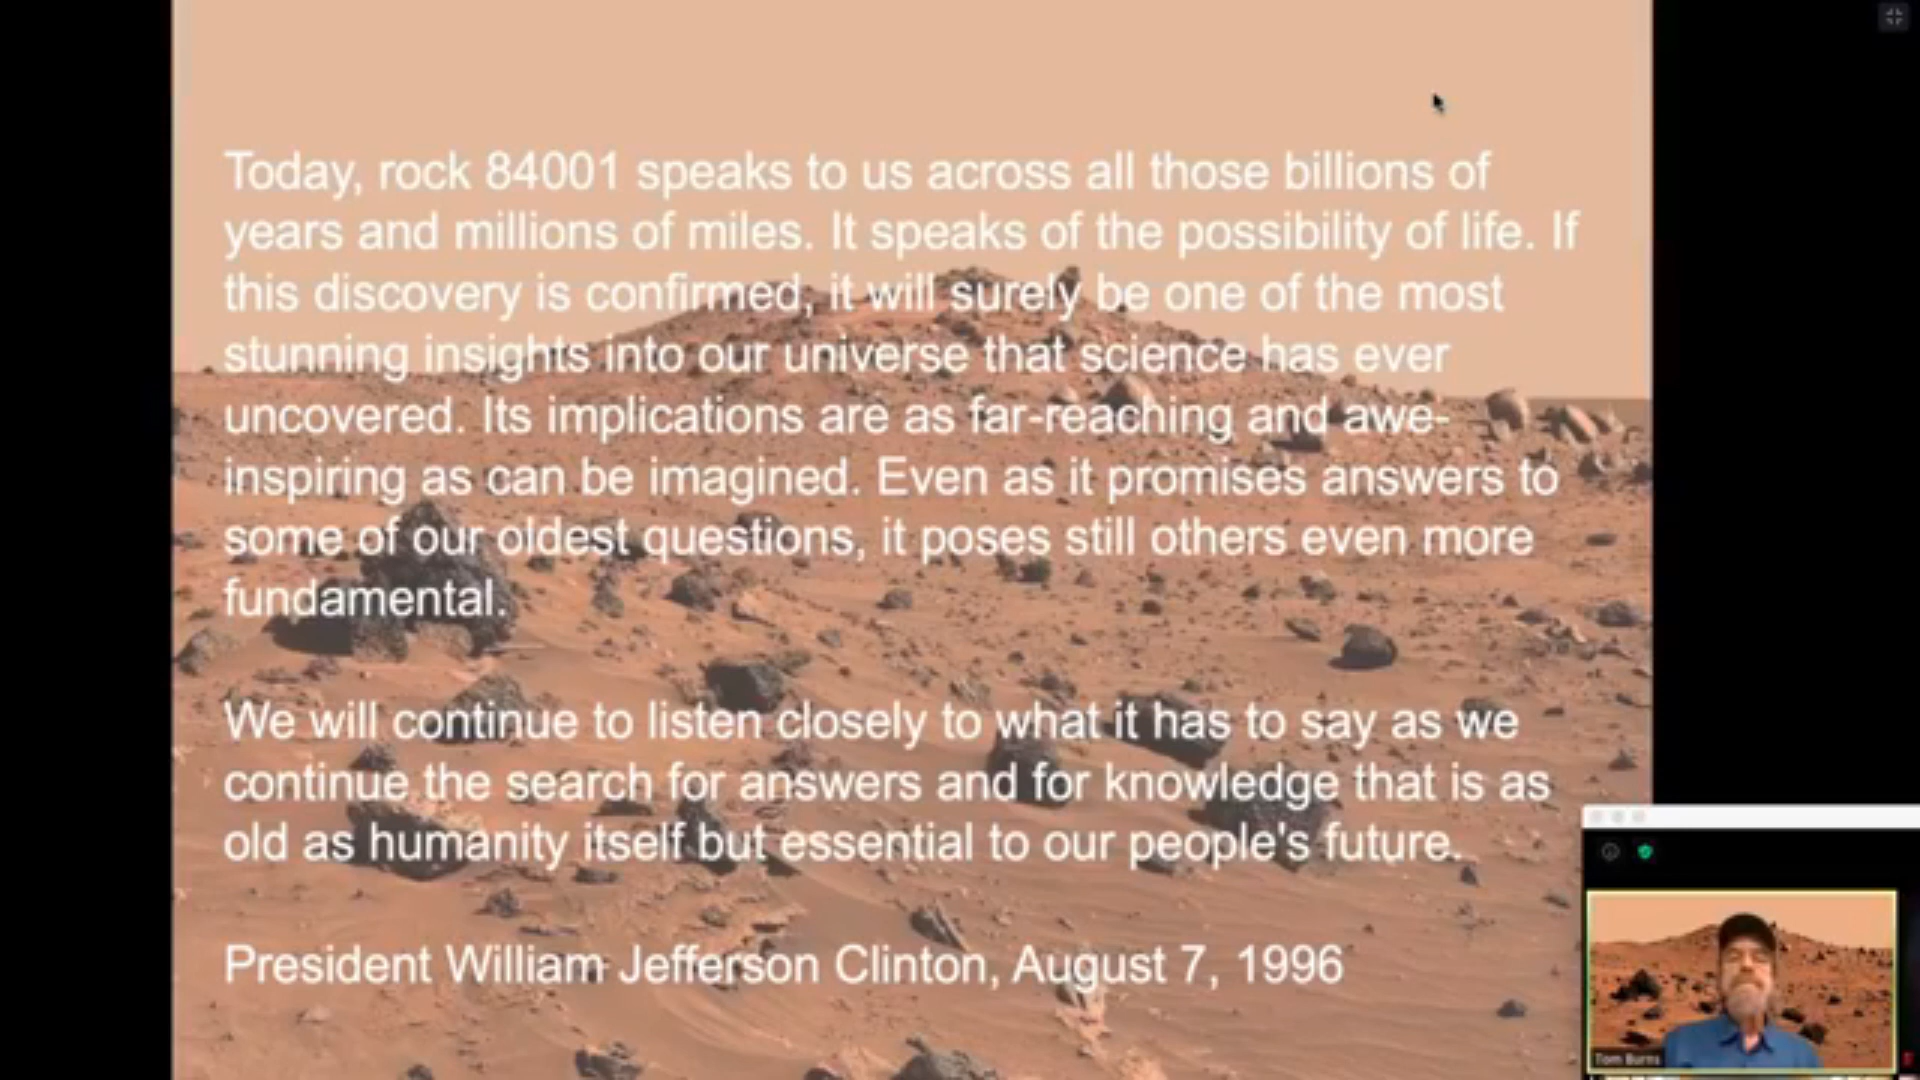 Today, rock 84001 speaks to us across all those billions of
years and millions of miles. It speaks of the possibility of life. If
this discovery is confirmed, it will surely be one of the most
stunning insights into our universe that science has ever
uncovered. Its implications are as far-reaching and awe-
inspiring as can be imagined. Even as it promises answers to
some of our oldest questions, it poses still others even more
fundamental.
We will continue to listen closely to what it has to say as we
continue the search for answers and for knowledge that is as
old as humanity itself but essential to our people's future.
President William Jefferson Clinton, August 7, 1996
Tom Burns